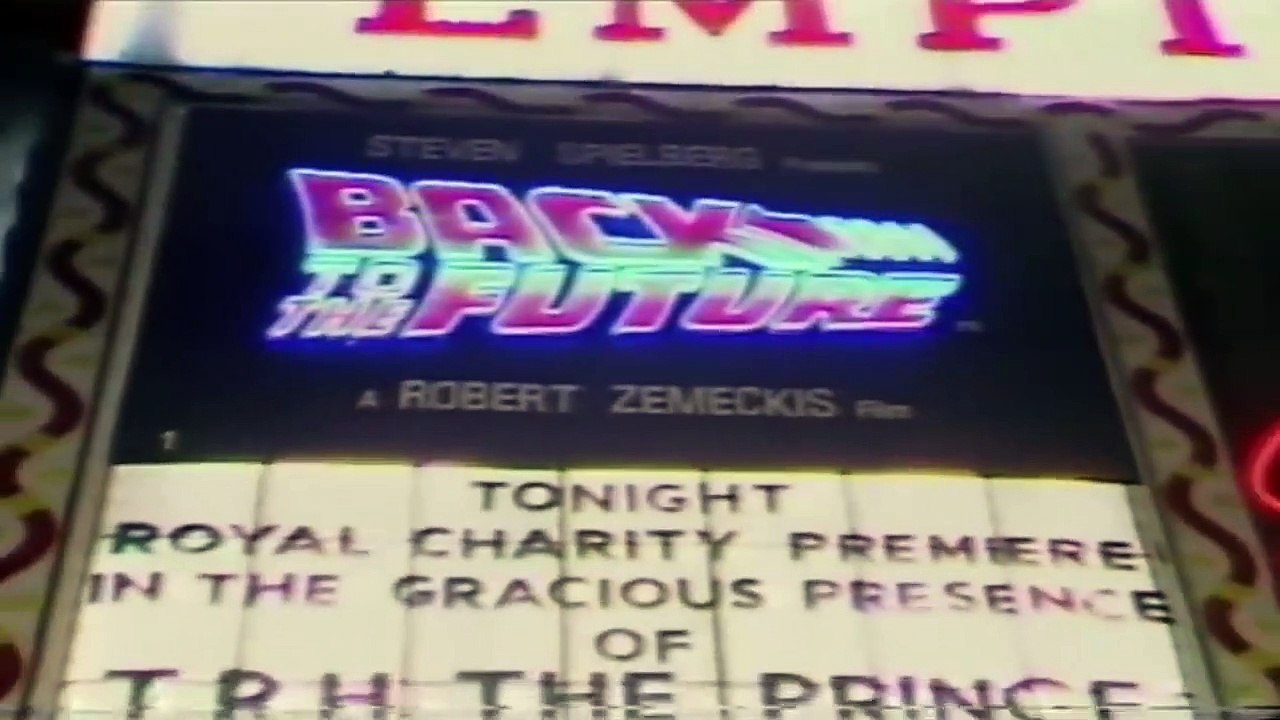 EMPI
STEVEN SPIELBERG Presents
BACK
TO THE FUTURE
A ROBERT ZEMECKIS Film
TONIGHT
ROYAL CHARITY PREMIERE
IN THE GRACIOUS PRESENCE
OF
T.R.H THE PRINCE